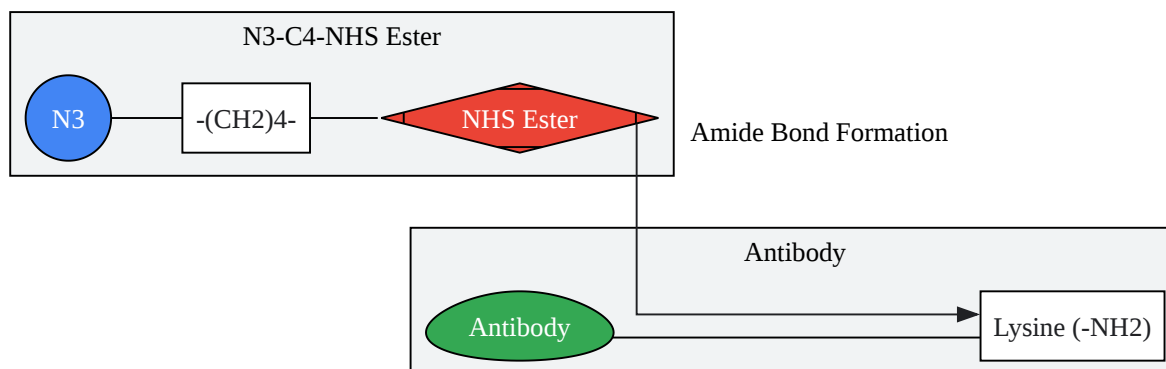 N3-C4-NHS Ester
N3
-(CH2)4-
NHS Ester
Amide Bond Formation
Antibody
Antibody
Lysine (-NH2)